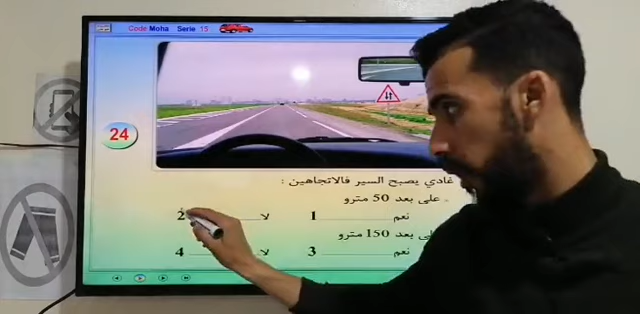 Code Moha Serie 15
24
غادي يصبح السير فالاتجاهين :
- على بعد 50 مترو
نعم 1 لا 2
على بعد 150 مترو
نعم 3 لا 4